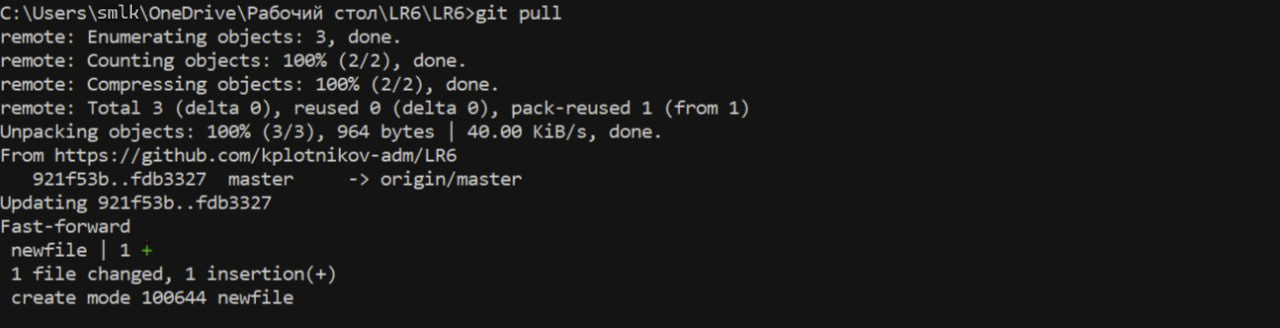 C:\Users\smlk\OneDrive\Рабочий стол\LR6\LR6>git pull
remote: Enumerating objects: 3, done.
remote: Counting objects: 100% (2/2), done.
remote: Compressing objects: 100% (2/2), done.
remote: Total 3 (delta 0), reused 0 (delta 0), pack-reused 1 (from 1)
Unpacking objects: 100% (3/3), 964 bytes | 40.00 KiB/s, done.
From https://github.com/kplotnikov-adm/LR6
   921f53b..fdb3327  master     -> origin/master
Updating 921f53b..fdb3327
Fast-forward
 newfile | 1 +
 1 file changed, 1 insertion(+)
 create mode 100644 newfile